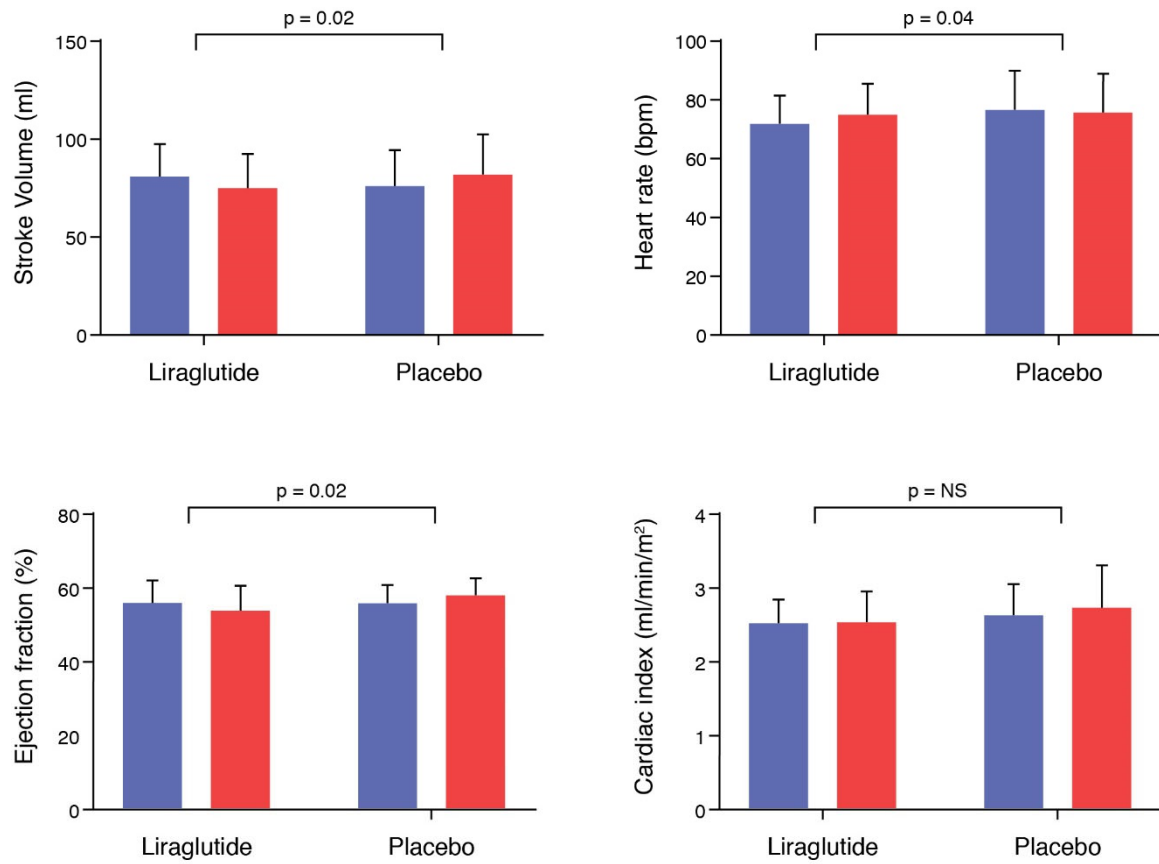 p = 0.02
Stroke Volume (ml)
150
100
50
0
Liraglutide
Placebo
p = 0.04
Heart rate (bpm)
100
80
60
40
20
0
Liraglutide
Placebo
p = 0.02
Ejection fraction (%)
80
60
40
20
0
Liraglutide
Placebo
p = NS
Cardiac index (ml/min/m²)
4
3
2
1
0
Liraglutide
Placebo